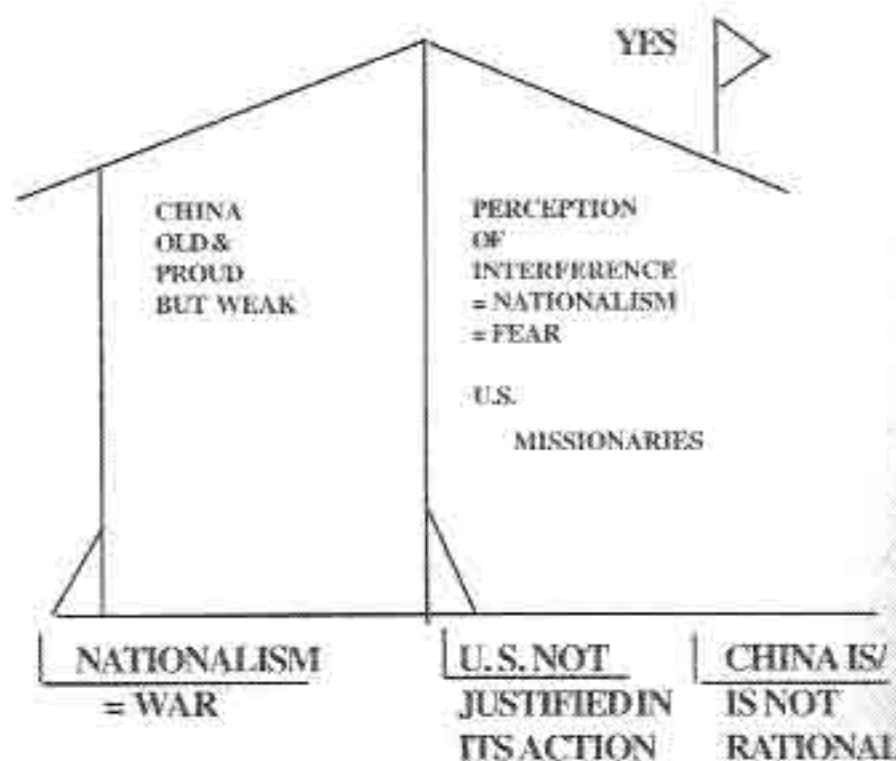 YES
CHINA
OLD &
PROUD
BUT WEAK
PERCEPTION
OF
INTERFERENCE
= NATIONALISM
= FEAR
U.S.
MISSIONARIES
NATIONALISM
= WAR
U.S. NOT
JUSTIFIED IN
ITS ACTION
CHINA IS/
IS NOT
RATIONAL